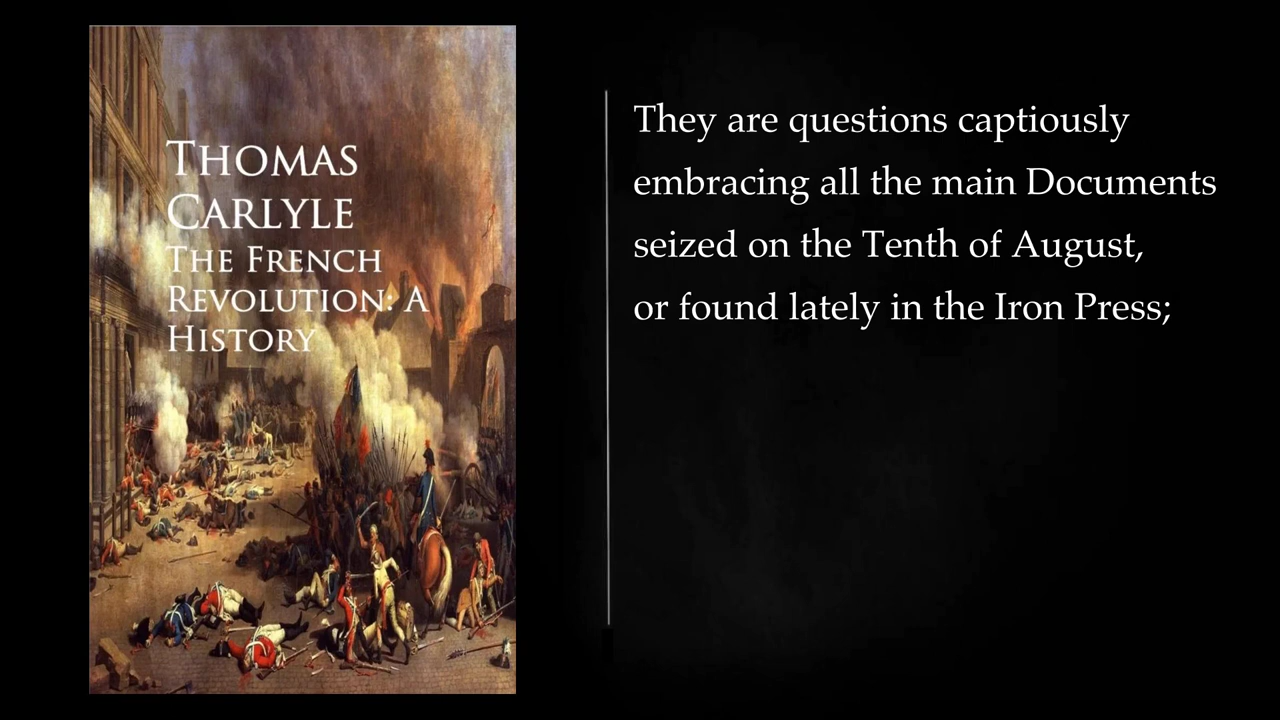 THOMAS
CARLYLE
THE FRENCH
REVOLUTION: A
HISTORY
They are questions captiously
embracing all the main Documents
seized on the Tenth of August,
or found lately in the Iron Press;